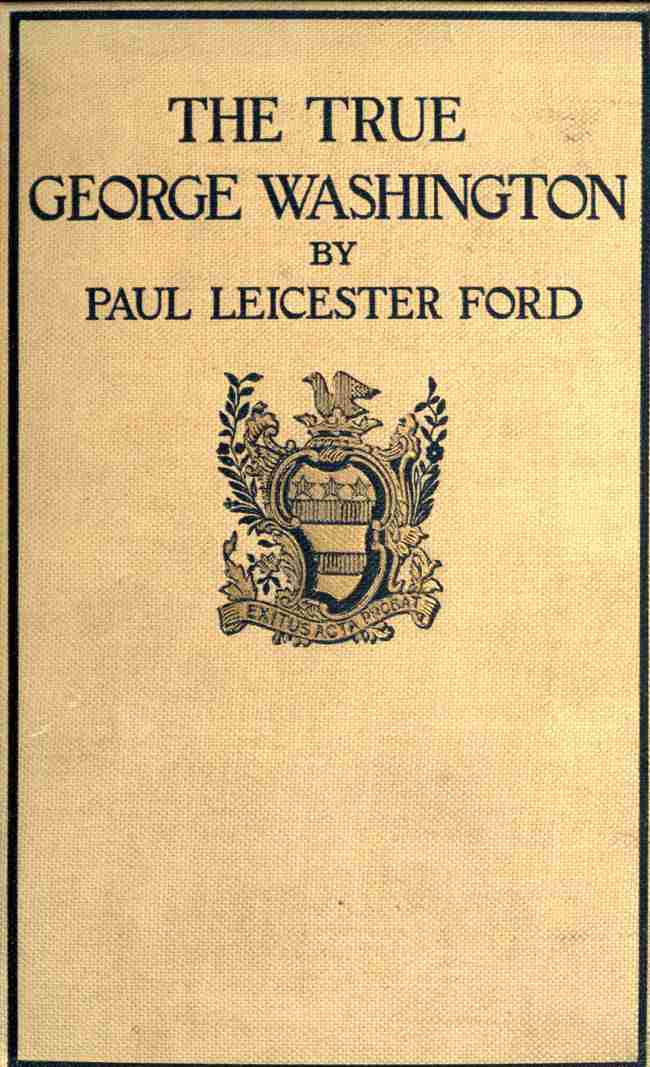 THE TRUE
GEORGE WASHINGTON
BY
PAUL LEICESTER FORD
EXITUS ACTA PROBAT